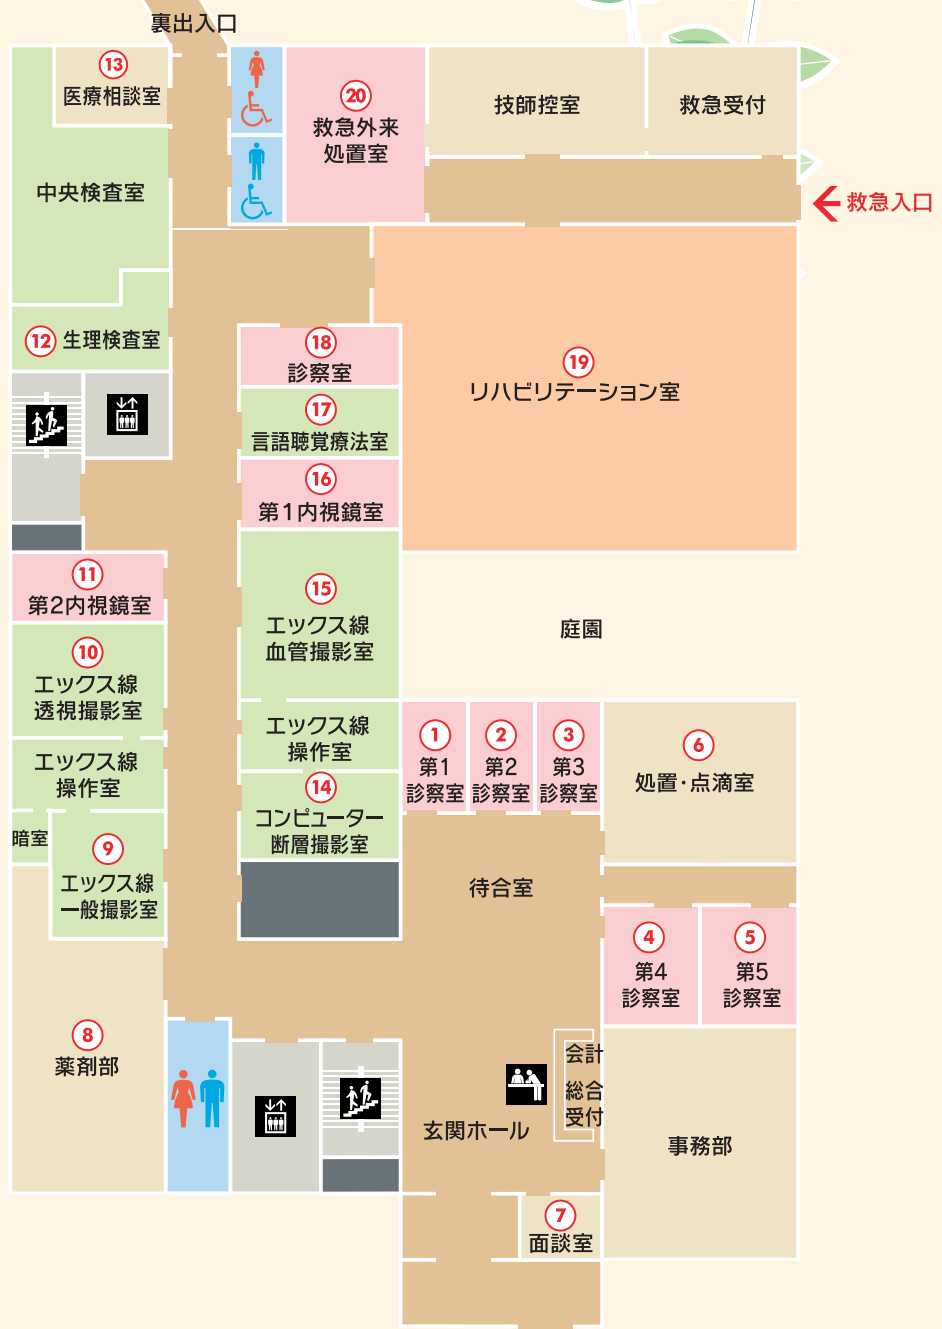 裏出入口
13
医療相談室
20
救急外来
処置室
技師控室
救急受付
中央検査室
救急入口
12 生理検査室
18
診察室
19
リハビリテーション室
17
言語聴覚療法室
16
第1内視鏡室
11
第2内視鏡室
15
エックス線
血管撮影室
庭園
10
エックス線
透視撮影室
エックス線
操作室
1
第1
診察室
2
第2
診察室
3
第3
診察室
6
処置・点滴室
エックス線
操作室
14
コンピューター
断層撮影室
暗室
9
エックス線
一般撮影室
待合室
4
第4
診察室
5
第5
診察室
8
薬剤部
会計
総合
受付
玄関ホール
事務部
7
面談室